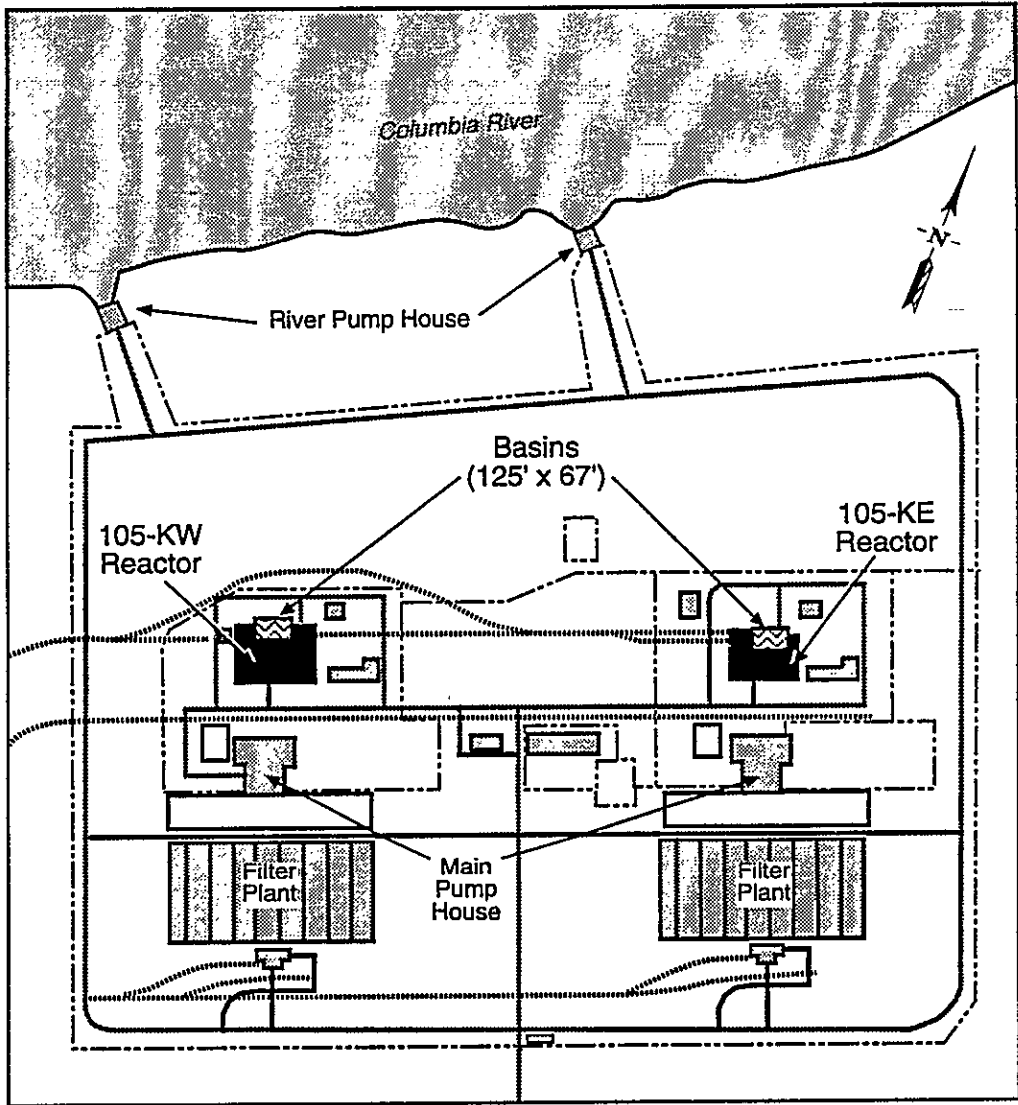 Columbia River
N
River Pump House
Basins
(125' x 67')
105-KW
Reactor
105-KE
Reactor
Main
Pump
House
Filter
Plant
Filter
Plant